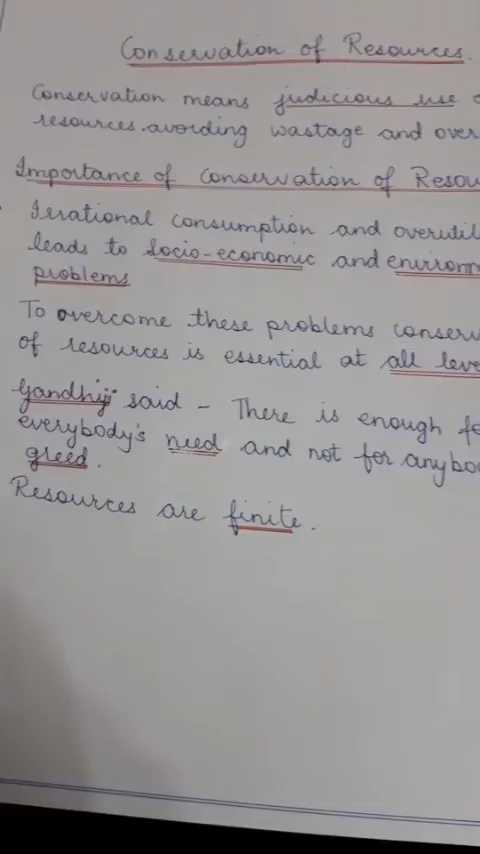 Conservation of Resources.
Conservation means judicious use
resources avoiding wastage and over
Importance of conservation of Resou
Irrational consumption and overutil
leads to Socio-economic and environm
problems
To overcome these problems conserv
of resources is essential at all leve
Gandhiji said - There is enough fo
everybody's need and not for anybo
greed.
Resources are finite.